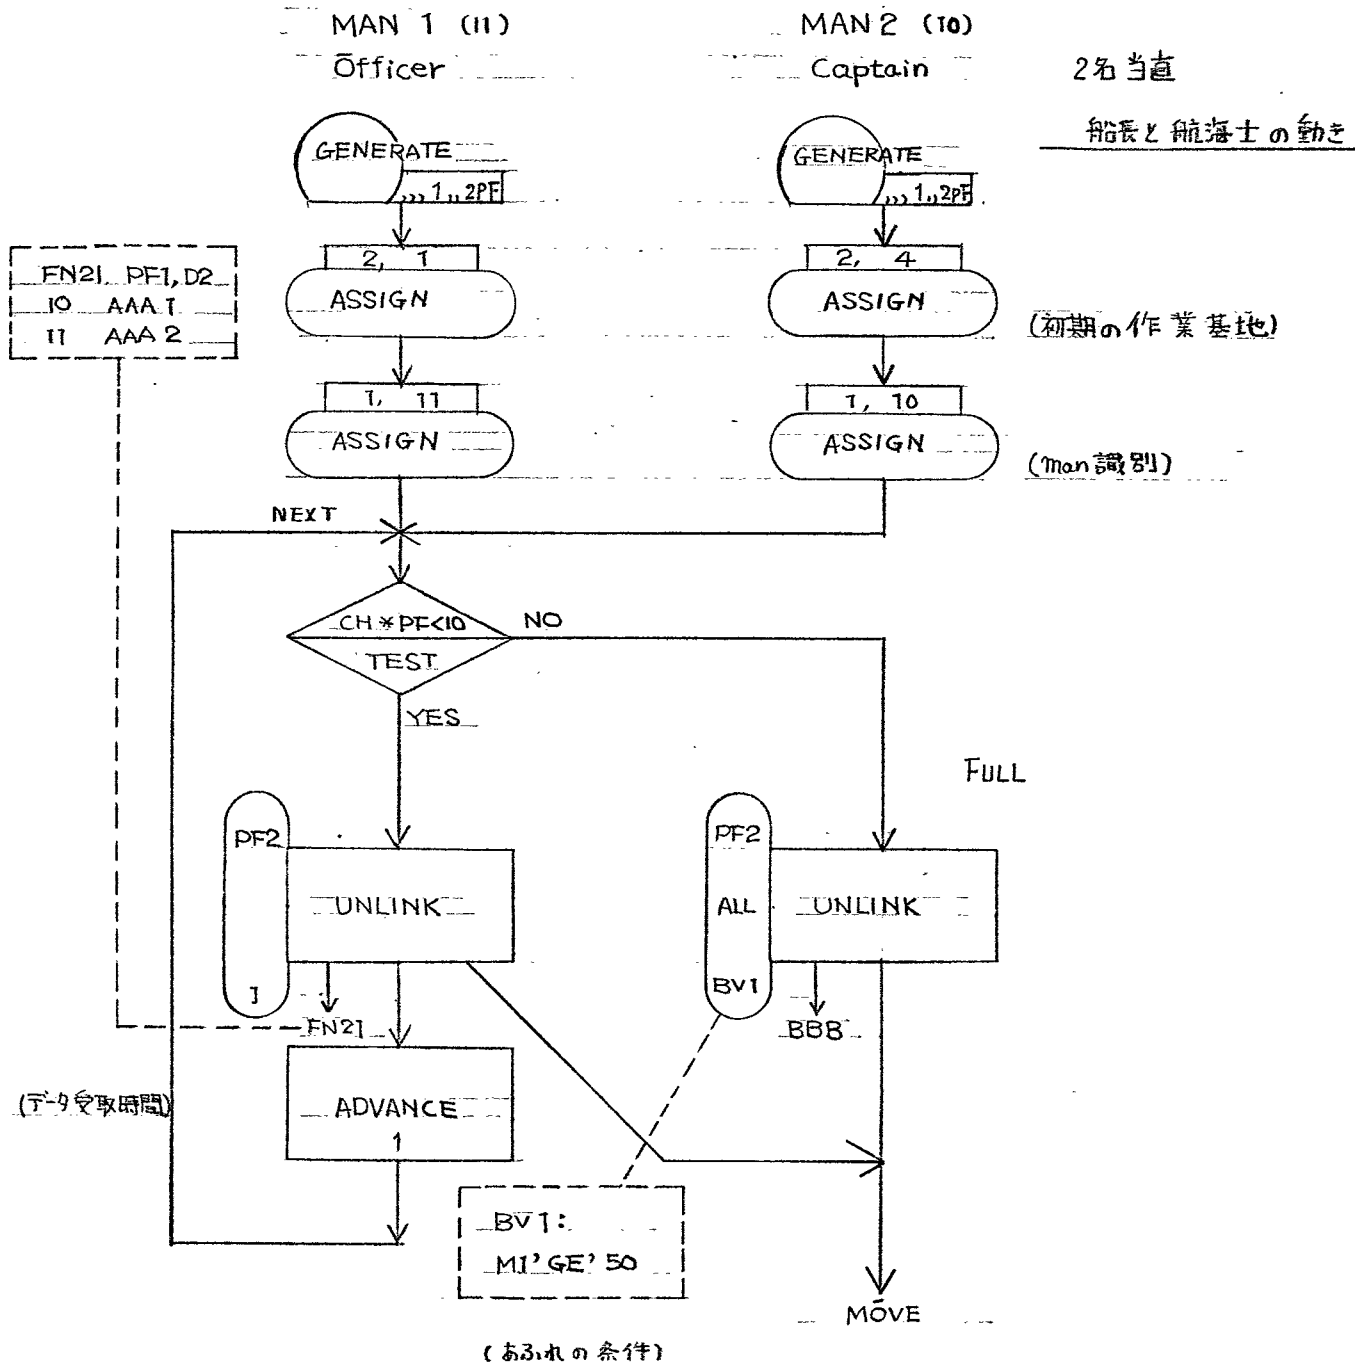 MAN 1 (11)
Officer
MAN 2 (10)
Captain
2名当直
船長と航海士の動き
GENERATE
,,,1,,2PF
GENERATE
,,,1,,2PF
FN21, PF1, D2
10 AAA1
11 AAA2
2, 1
ASSIGN
2, 4
ASSIGN
(初期の作業基地)
1, 11
ASSIGN
1, 10
ASSIGN
(man識別)
NEXT
CH*PF<10
TEST
NO
YES
FULL
PF2
UNLINK
1
FN21
PF2
ALL
BV1
UNLINK
BBB
(データ受取時間)
ADVANCE
1
BV1:
M1'GE'50
MOVE
(あふれの条件)